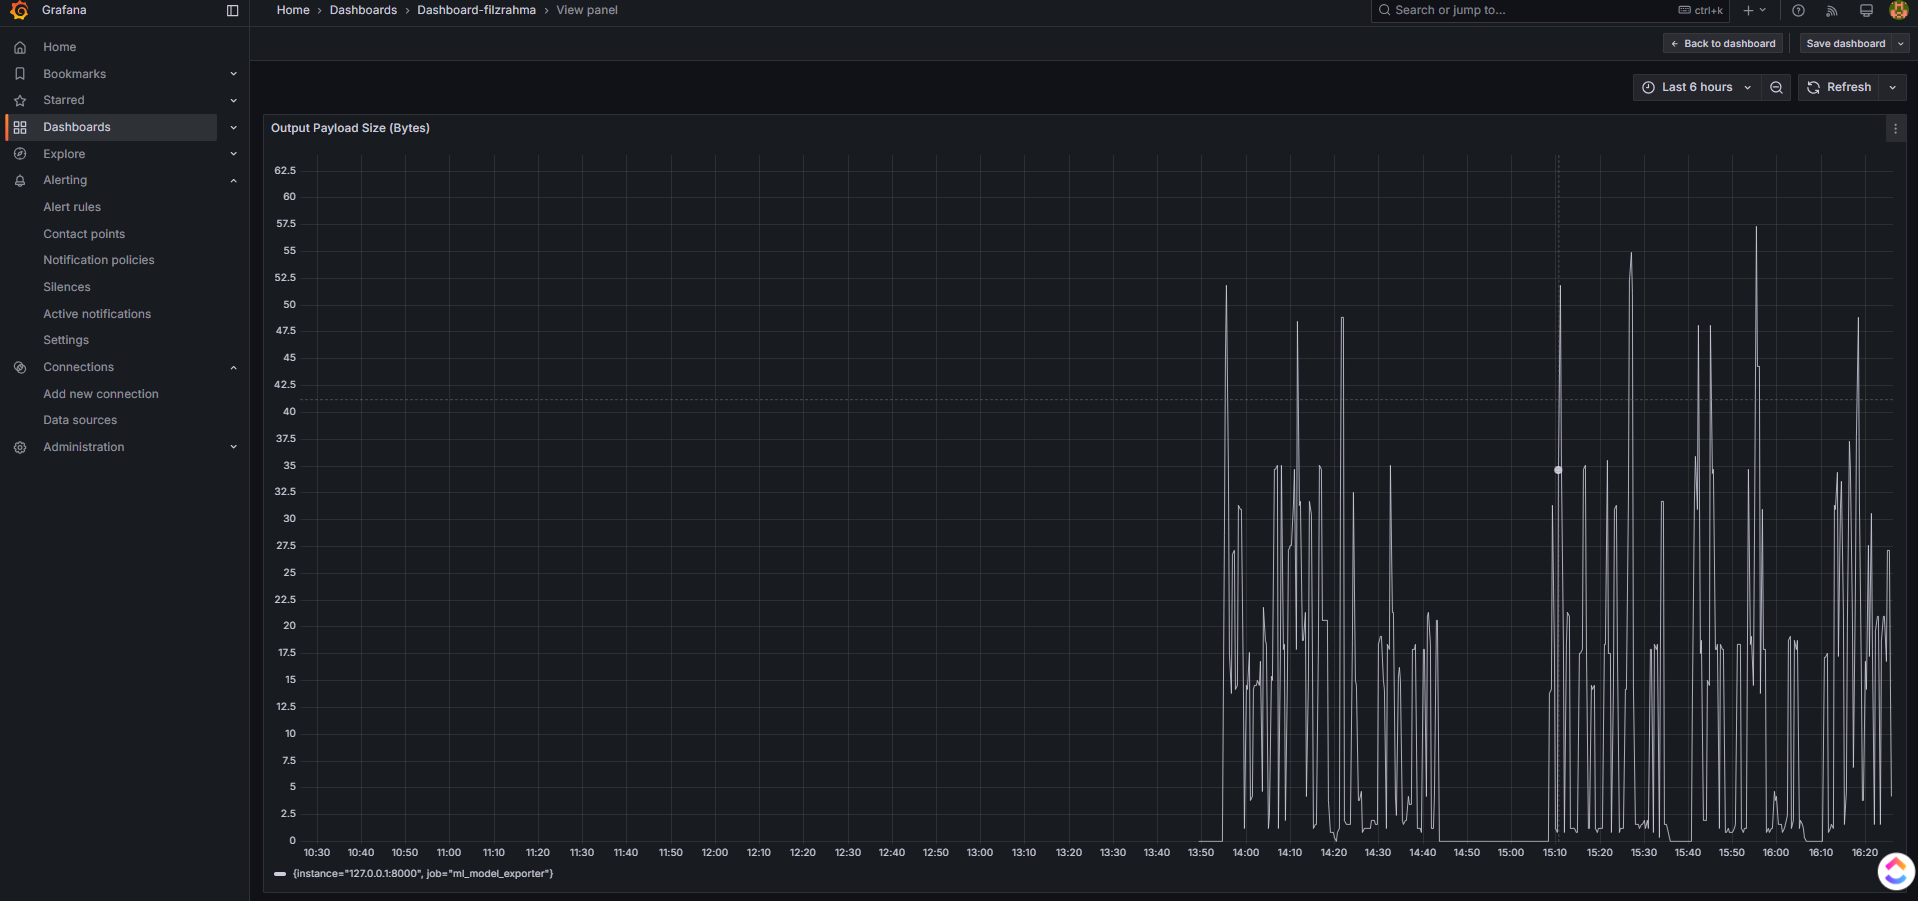 Grafana
Home › Dashboards › Dashboard-filzrahma › View panel
Search or jump to...
ctrl+k
Back to dashboard
Save dashboard
Home
Bookmarks
Starred
Dashboards
Explore
Alerting
Alert rules
Contact points
Notification policies
Silences
Active notifications
Settings
Connections
Add new connection
Data sources
Administration
Last 6 hours
Refresh
Output Payload Size (Bytes)
62.5
60
57.5
55
52.5
50
47.5
45
42.5
40
37.5
35
32.5
30
27.5
25
22.5
20
17.5
15
12.5
10
7.5
5
2.5
0
10:30 10:40 10:50 11:00 11:10 11:20 11:30 11:40 11:50 12:00 12:10 12:20 12:30 12:40 12:50 13:00 13:10 13:20 13:30 13:40 13:50 14:00 14:10 14:20 14:30 14:40 14:50 15:00 15:10 15:20 15:30 15:40 15:50 16:00 16:10 16:20
{instance="127.0.0.1:8000", job="ml_model_exporter"}